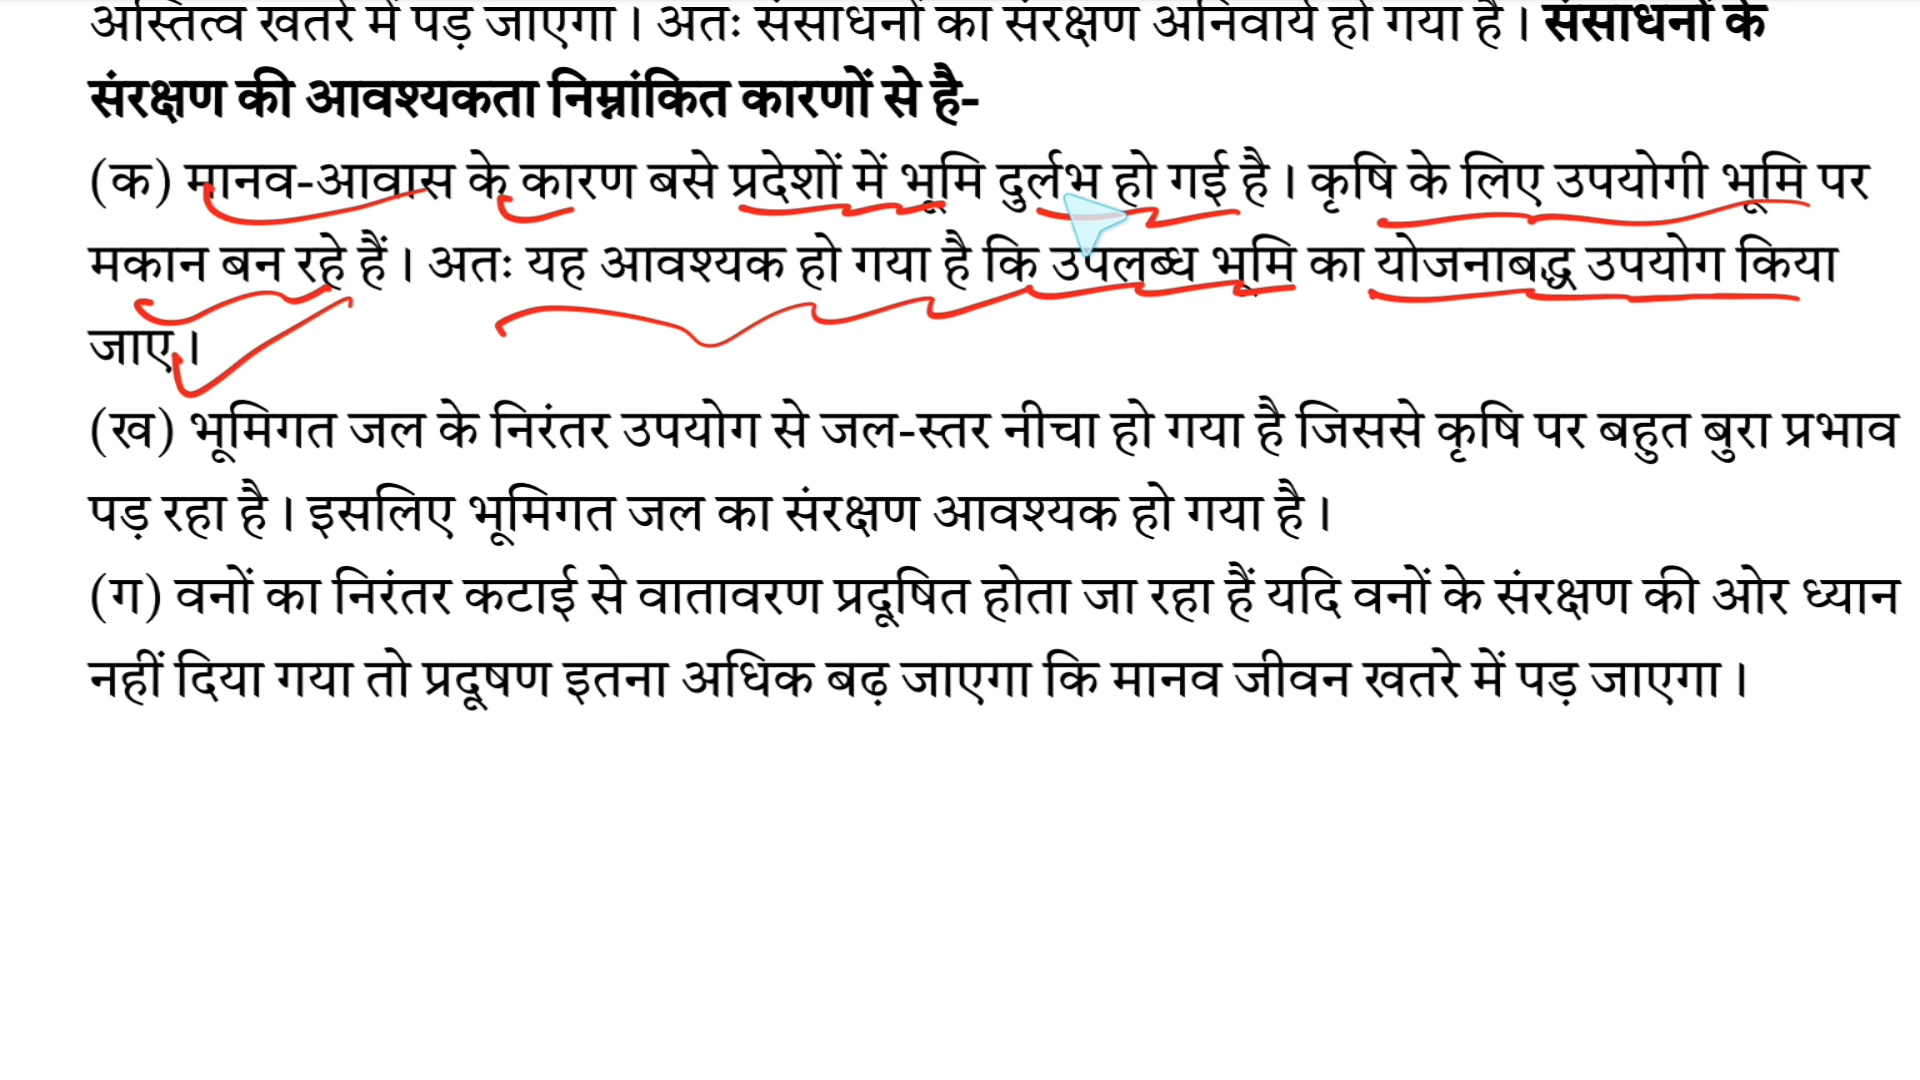 अस्तित्व खतरे में पड़ जाएगा। अतः संसाधनों का संरक्षण अनिवार्य हो गया है। संसाधनों के
संरक्षण की आवश्यकता निम्नांकित कारणों से है-
(क) मानव-आवास के कारण बसे प्रदेशों में भूमि दुर्लभ हो गई है। कृषि के लिए उपयोगी भूमि पर
मकान बन रहे हैं। अतः यह आवश्यक हो गया है कि उपलब्ध भूमि का योजनाबद्ध उपयोग किया
जाए।
(ख) भूमिगत जल के निरंतर उपयोग से जल-स्तर नीचा हो गया है जिससे कृषि पर बहुत बुरा प्रभाव
पड़ रहा है। इसलिए भूमिगत जल का संरक्षण आवश्यक हो गया है।
(ग) वनों का निरंतर कटाई से वातावरण प्रदूषित होता जा रहा हैं यदि वनों के संरक्षण की ओर ध्यान
नहीं दिया गया तो प्रदूषण इतना अधिक बढ़ जाएगा कि मानव जीवन खतरे में पड़ जाएगा।